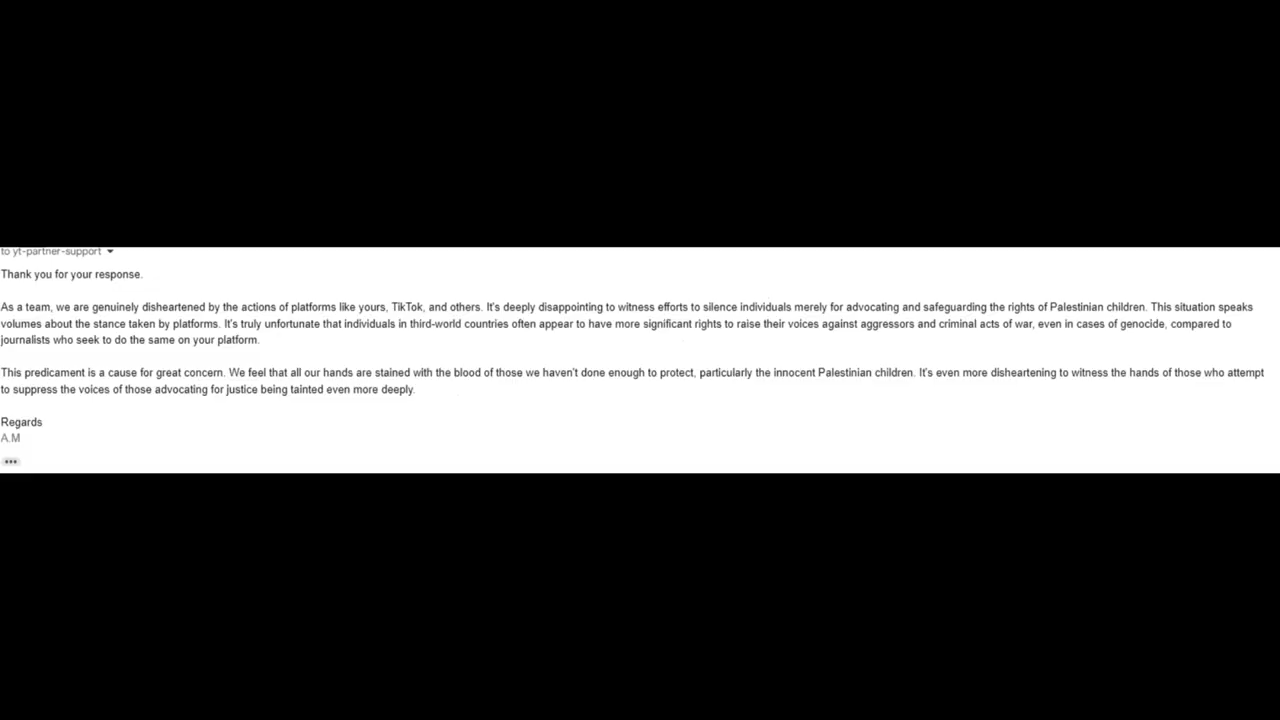 to yt-partner-support
Thank you for your response.
As a team, we are genuinely disheartened by the actions of platforms like yours, TikTok, and others. It's deeply disappointing to witness efforts to silence individuals merely for advocating and safeguarding the rights of Palestinian children. This situation speaks
volumes about the stance taken by platforms. It's truly unfortunate that individuals in third-world countries often appear to have more significant rights to raise their voices against aggressors and criminal acts of war, even in cases of genocide, compared to
journalists who seek to do the same on your platform.
This predicament is a cause for great concern. We feel that all our hands are stained with the blood of those we haven't done enough to protect, particularly the innocent Palestinian children. It's even more disheartening to witness the hands of those who attempt
to suppress the voices of those advocating for justice being tainted even more deeply.
Regards
A.M